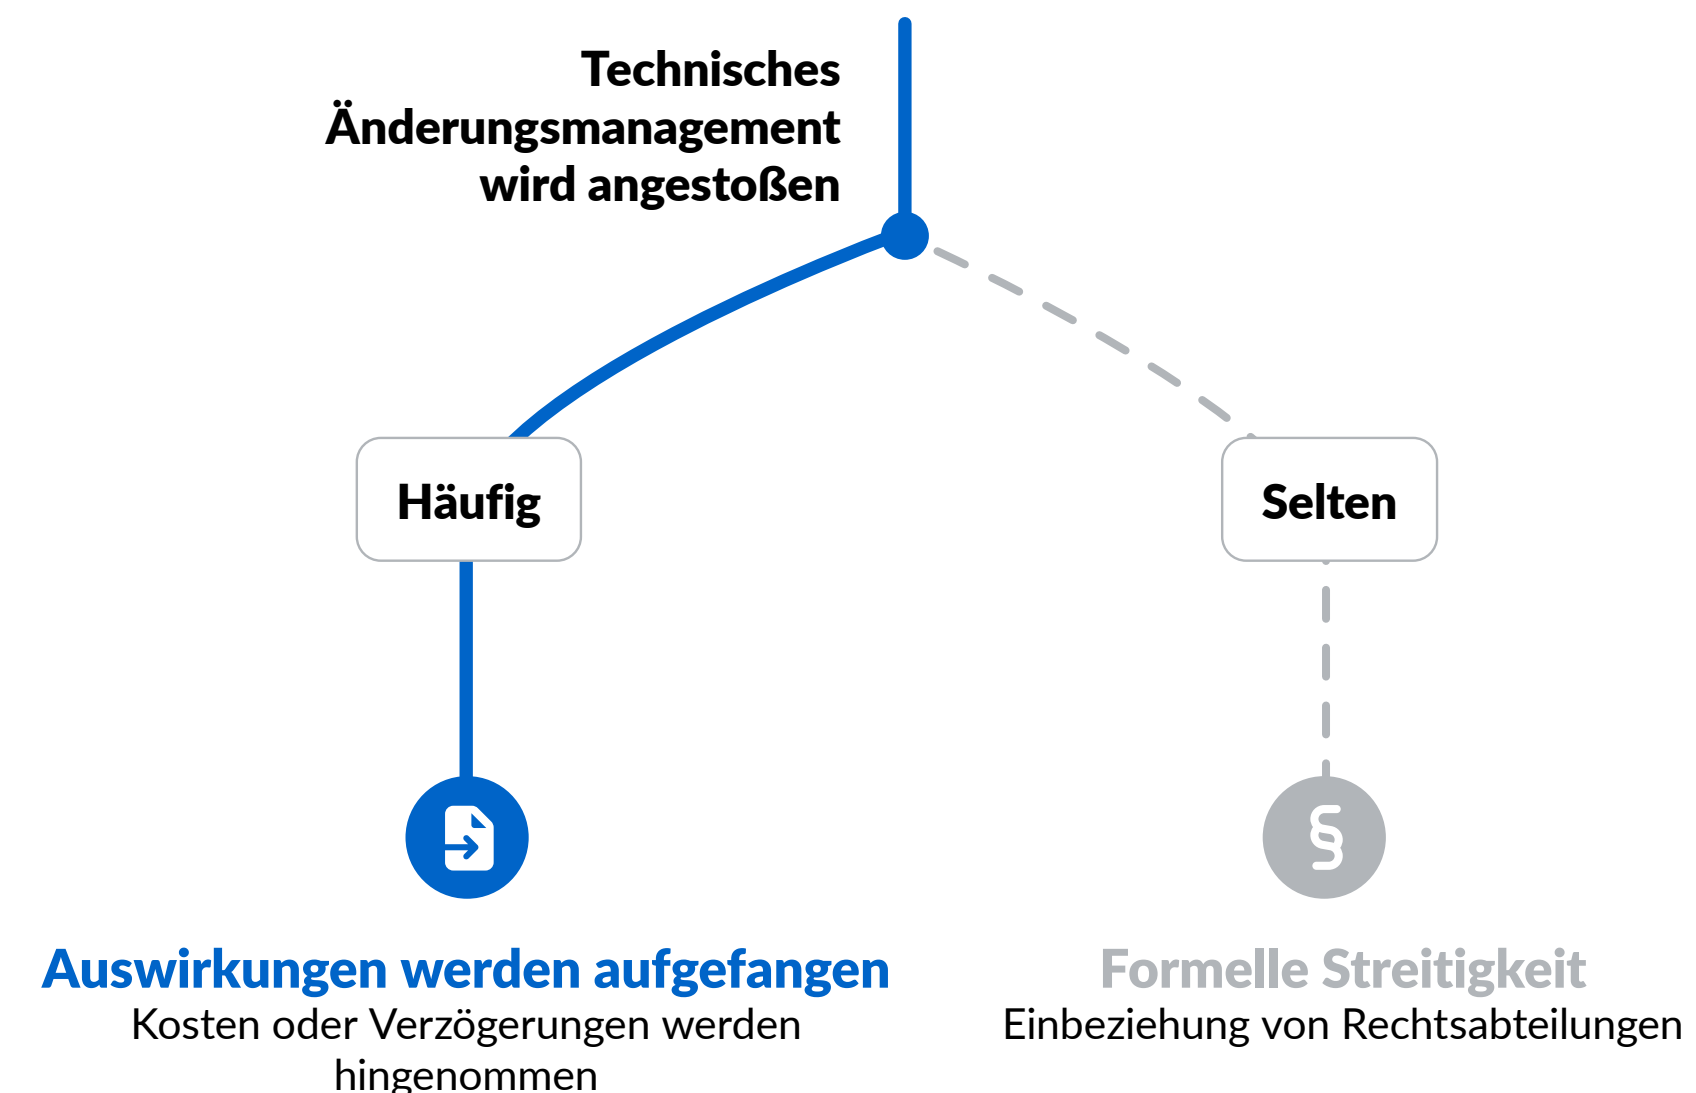 Technisches
Änderungsmanagement
wird angestoßen
Häufig
Selten
§
Auswirkungen werden aufgefangen
Kosten oder Verzögerungen werden
hingenommen
Formelle Streitigkeit
Einbeziehung von Rechtsabteilungen